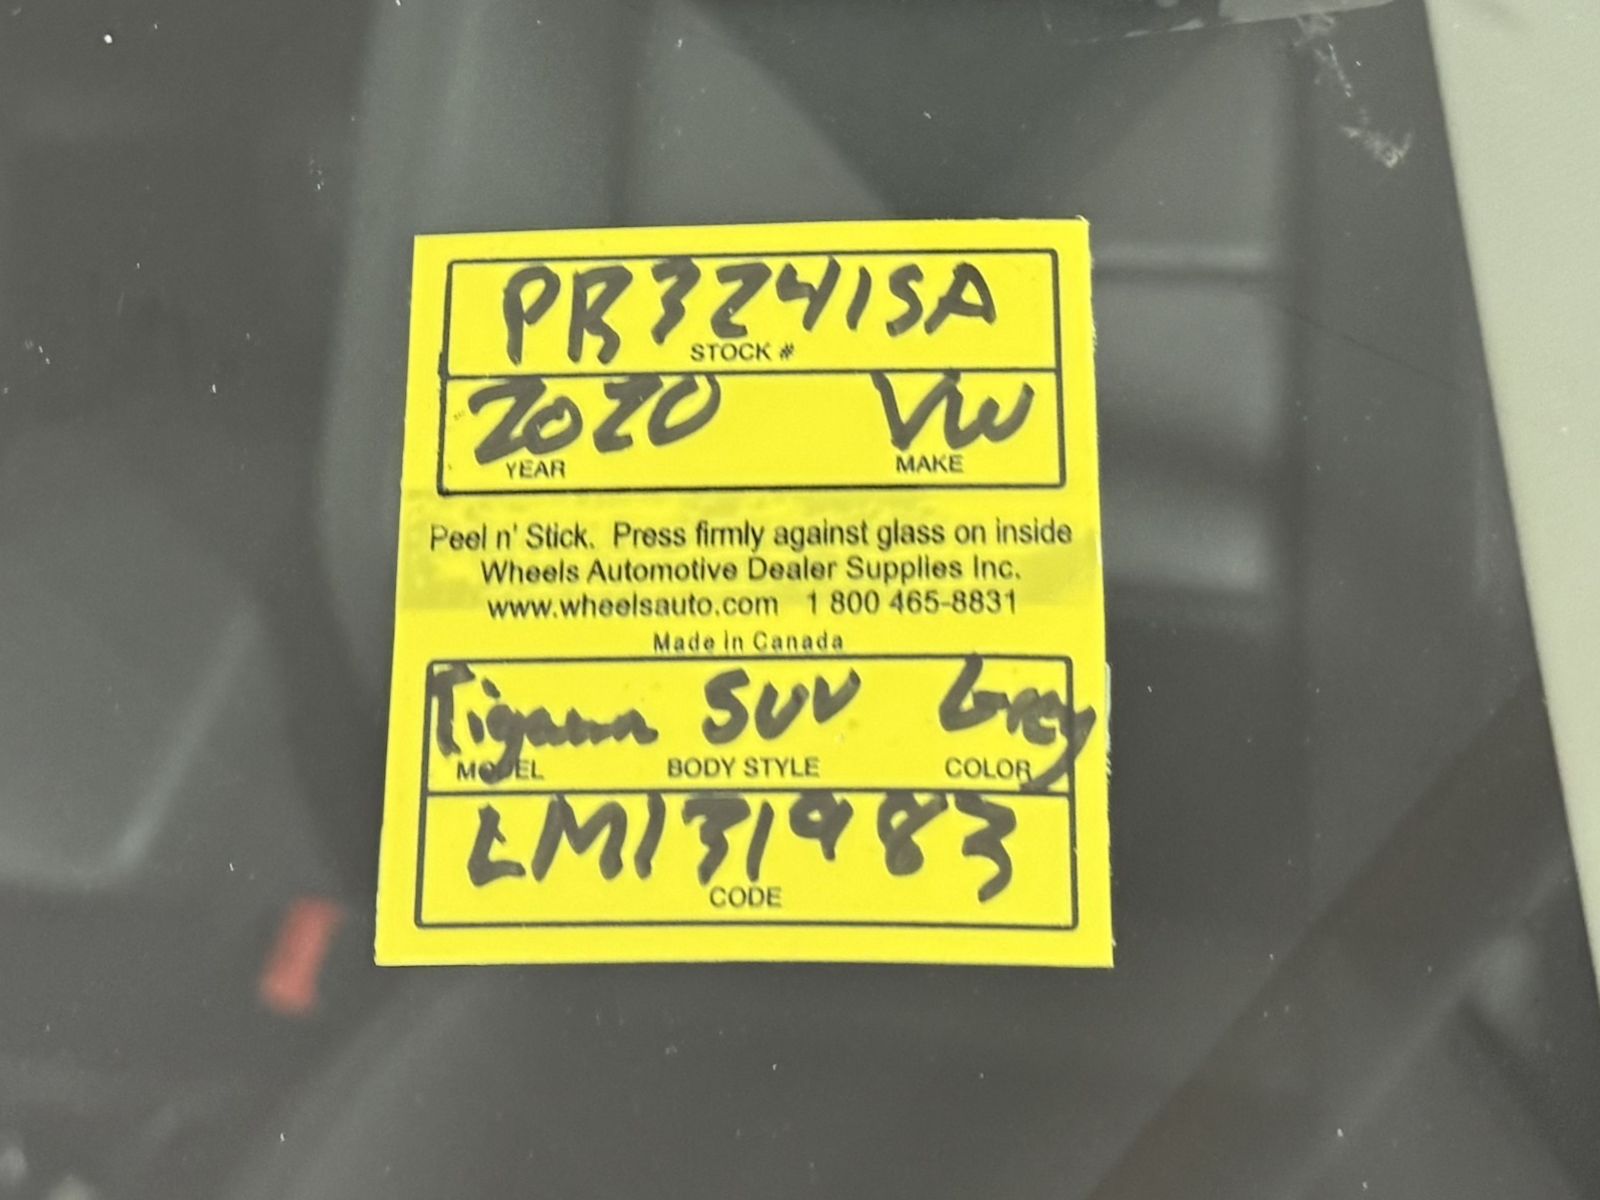 PB32415A
STOCK #
2020 VW
YEAR MAKE
Peel n' Stick. Press firmly against glass on inside
Wheels Automotive Dealer Supplies Inc.
www.wheelsauto.com 1 800 465-8831
Made in Canada
Tiguan SUV Grey
MODEL BODY STYLE COLOR
LM131983
CODE